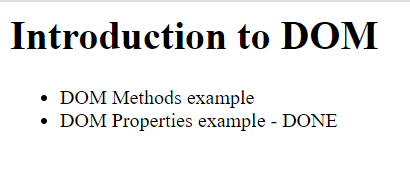 Introduction to DOM
DOM Methods example
DOM Properties example - DONE